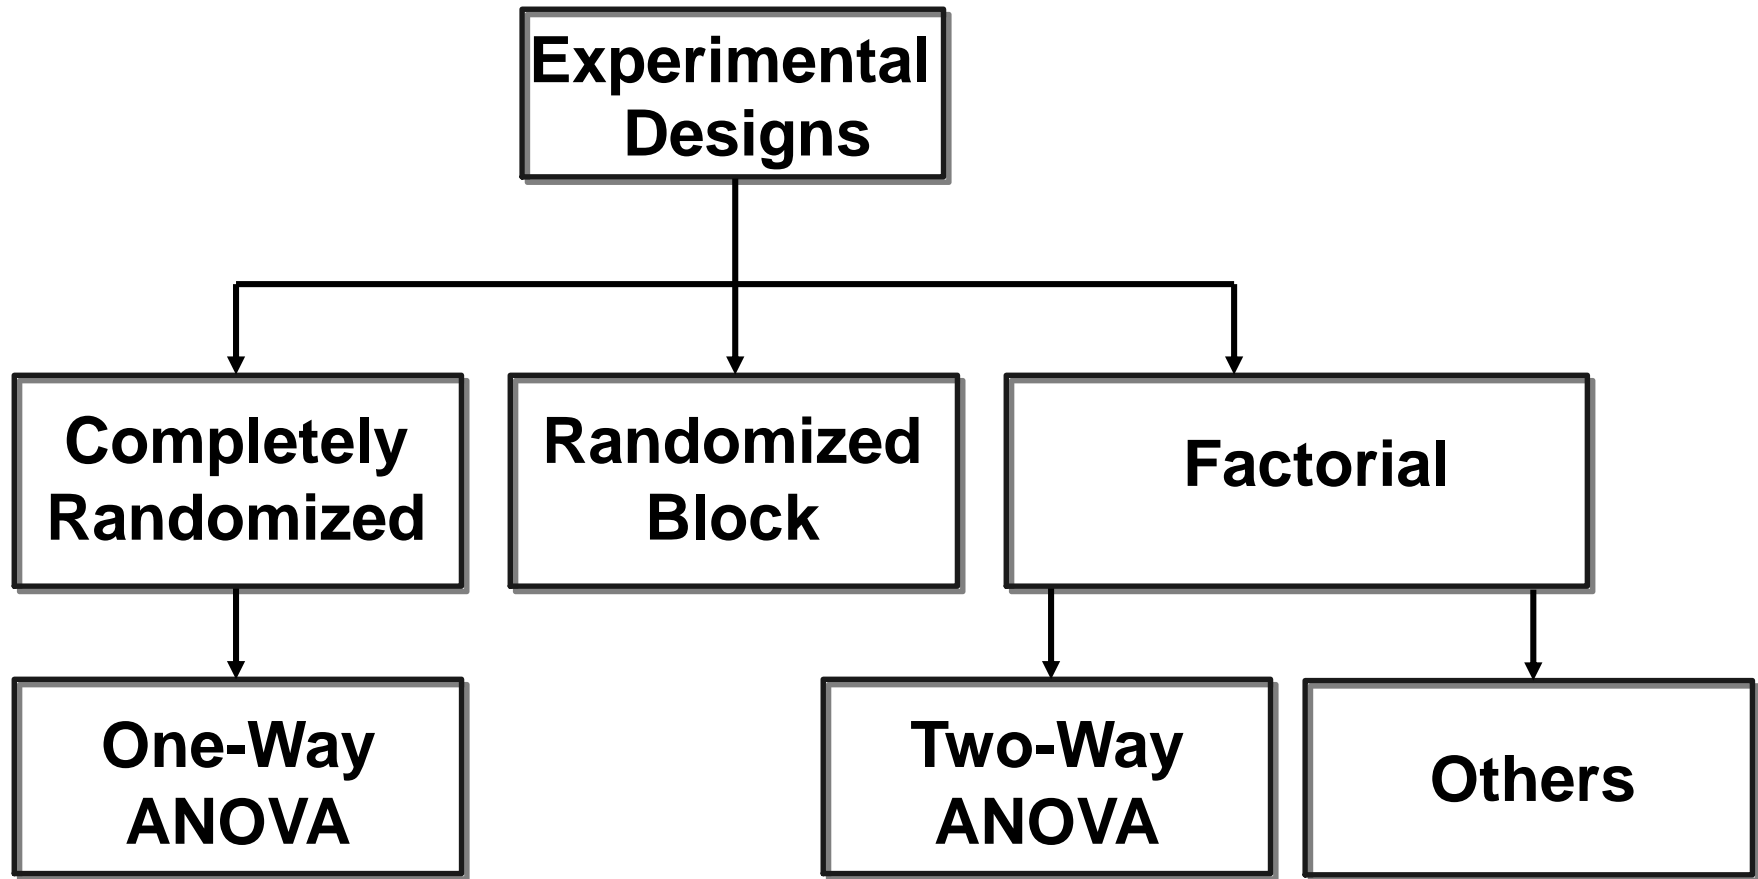 Experimental
Designs
Completely
Randomized
Randomized
Block
Factorial
One-Way
ANOVA
Two-Way
ANOVA
Others